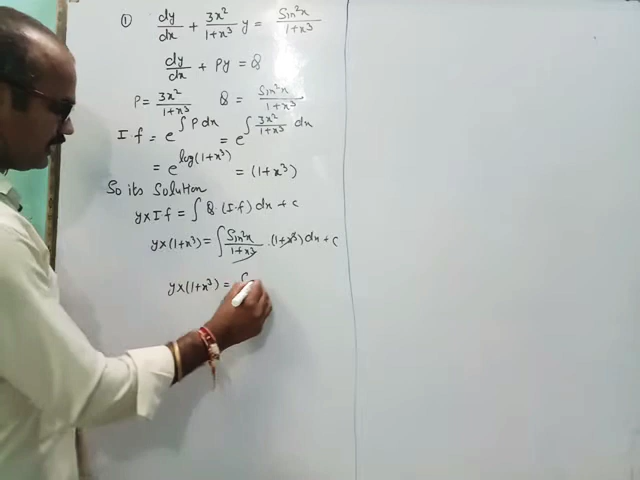 ① dy/dx + 3x²/1+x³ y = Sin²x/1+x³
dy/dx + Py = Q
P = 3x²/1+x³ Q = Sin²x/1+x³
I.f = e^∫Pdx = e^∫3x²/1+x³ dx
= e^log(1+x³) = (1+x³)
So its Solution
y×If = ∫Q.(I.f) dx + c
y×(1+x³) = ∫Sin²x/1+x³ .(1+x³) dx + c
y×(1+x³) = ∫